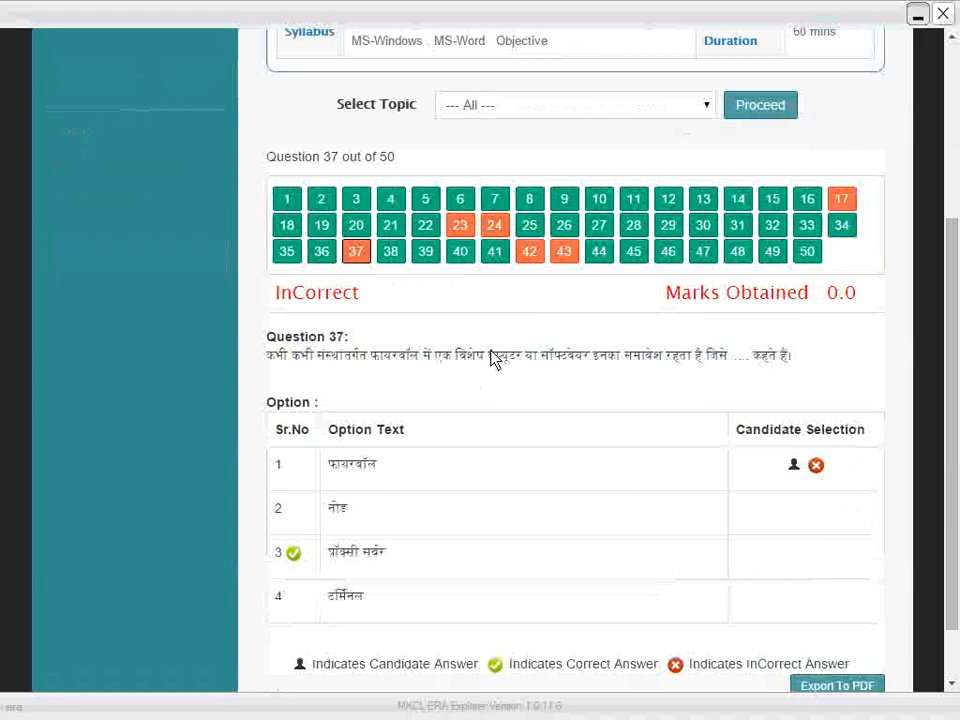 Syllabus MS-Windows , MS-Word Objective Duration 60 mins
Select Topic --- All --- Proceed
Question 37 out of 50
1 2 3 4 5 6 7 8 9 10 11 12 13 14 15 16 17
18 19 20 21 22 23 24 25 26 27 28 29 30 31 32 33 34
35 36 37 38 39 40 41 42 43 44 45 46 47 48 49 50
InCorrect Marks Obtained 0.0
Question 37:
कभी कभी संस्थांतर्गत फायरवॉल में एक विशेष या सॉफ्टवेयर इनका समावेश रहता है जिसे .... कहते हैं।
Option :
Sr.No Option Text Candidate Selection
1 फायरवॉल
2 नोड
3 प्रॉक्सी सर्वर
4 टर्मिनल
Indicates Candidate Answer Indicates Correct Answer Indicates InCorrect Answer
Export To PDF
era MKCL ERA Explorer Version 1.0.11.6